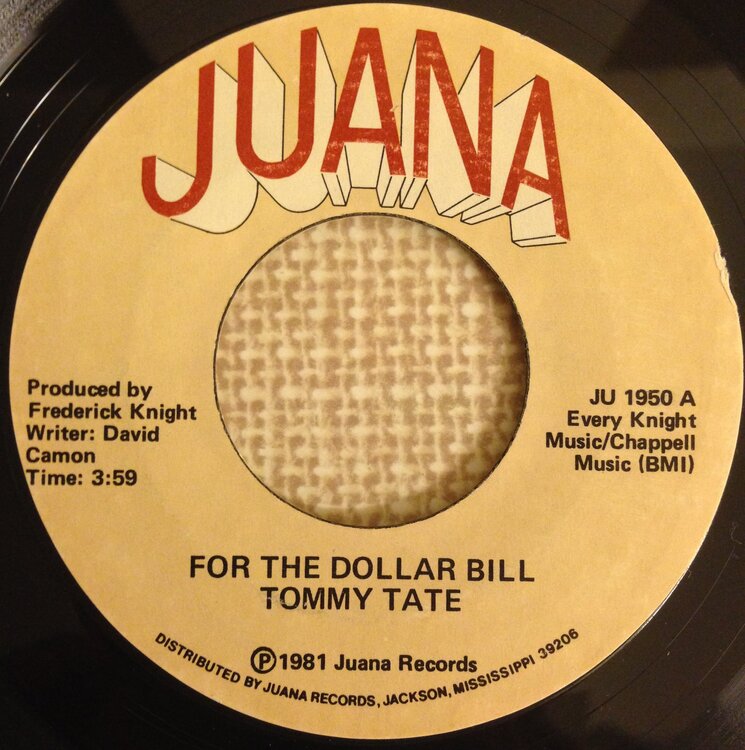 JUANA
Produced by
Frederick Knight
Writer: David
Camon
Time: 3:59
JU 1950 A
Every Knight
Music/Chappell
Music (BMI)
FOR THE DOLLAR BILL
TOMMY TATE
Ⓟ1981 Juana Records
DISTRIBUTED BY JUANA RECORDS, JACKSON, MISSISSIPPI 39206